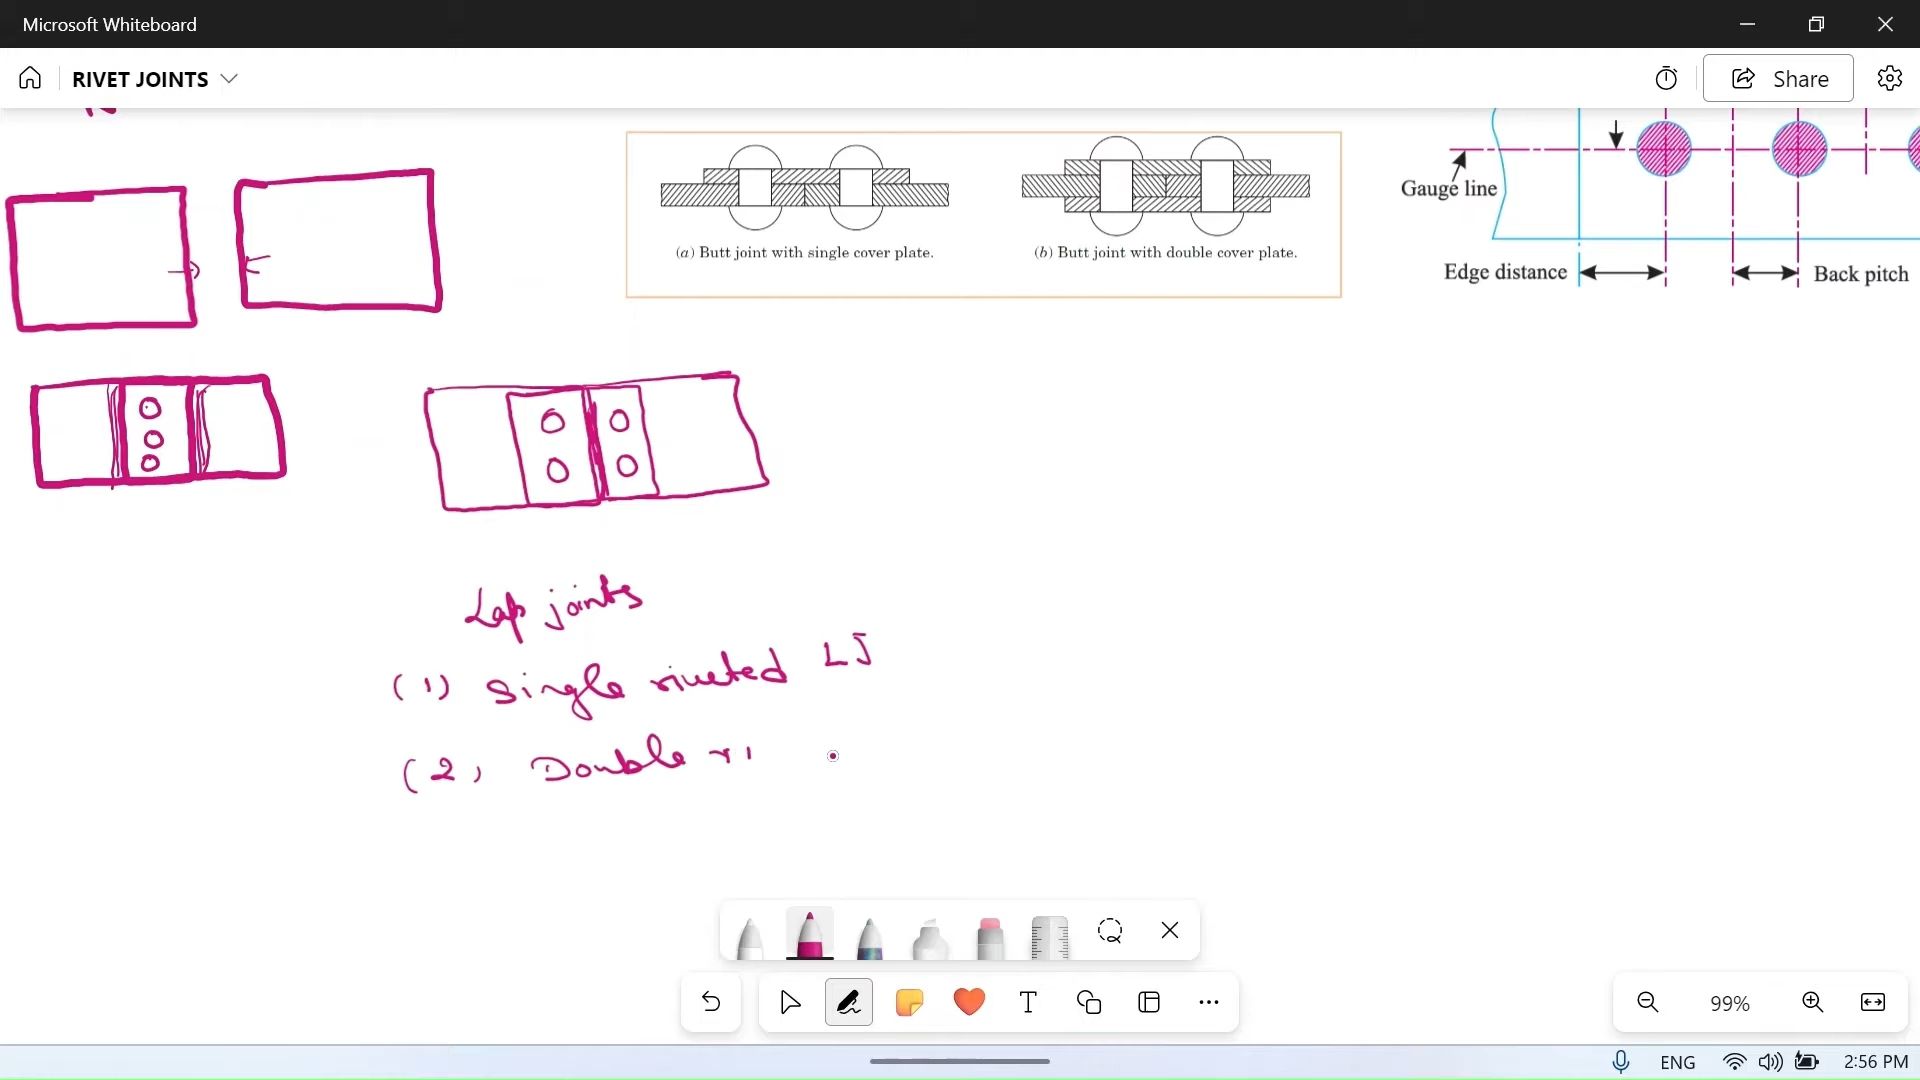 Microsoft Whiteboard
RIVET JOINTS
Share
Gauge line
(a) Butt joint with single cover plate.
(b) Butt joint with double cover plate.
Edge distance
Back pitch
Lap joints
(1) Single riveted LJ
(2) Double ri
99%
ENG
2:56 PM